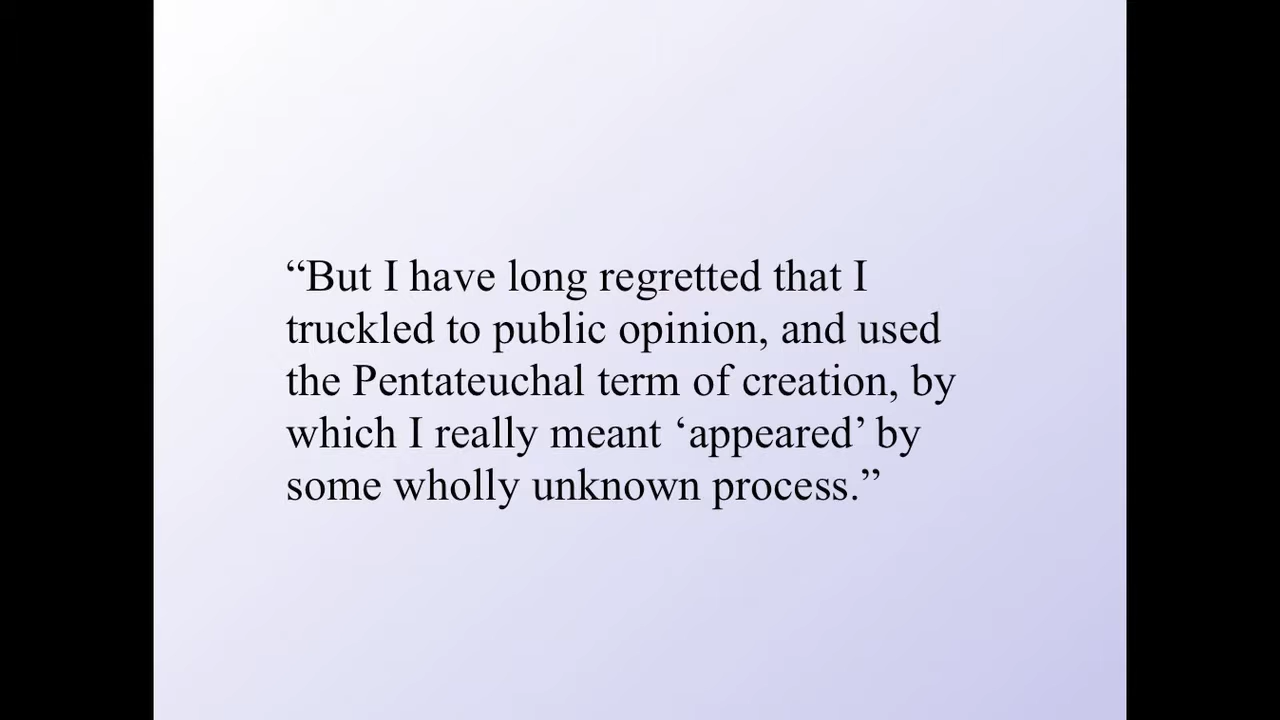 “But I have long regretted that I
truckled to public opinion, and used
the Pentateuchal term of creation, by
which I really meant ‘appeared’ by
some wholly unknown process.”